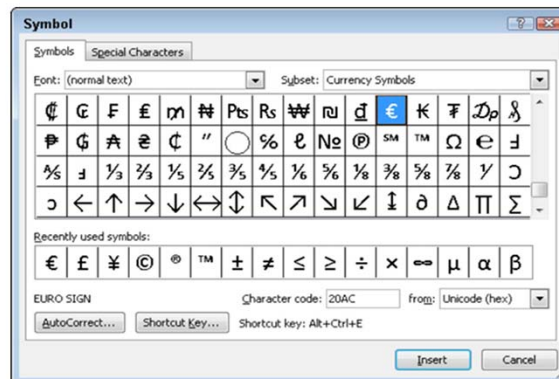 Symbol
Symbols Special Characters
Font: (normal text) Subset: Currency Symbols
₡ ₢ ₣ ₤ ₥ ₦ ₧ ₨ ₩ ₪ ₫ € ₭ ₮ ₯ ₰
₱ ₲ ₳ ₴ ₵ ″ ◯ ℅ ℓ № ℗ ℠ ™ Ω ℮ Ⅎ
⅍ ⅎ ⅓ ⅔ ⅕ ⅖ ⅗ ⅘ ⅙ ⅚ ⅛ ⅜ ⅝ ⅞ ⅟ Ↄ
ↄ ← ↑ → ↓ ↔ ↕ ↖ ↗ ↘ ↙ ↨ ∂ ∆ ∏ ∑
Recently used symbols:
€ £ ¥ © ® ™ ± ≠ ≤ ≥ ÷ × ∞ µ α β
EURO SIGN Character code: 20AC from: Unicode (hex)
AutoCorrect... Shortcut Key... Shortcut key: Alt+Ctrl+E
Insert Cancel